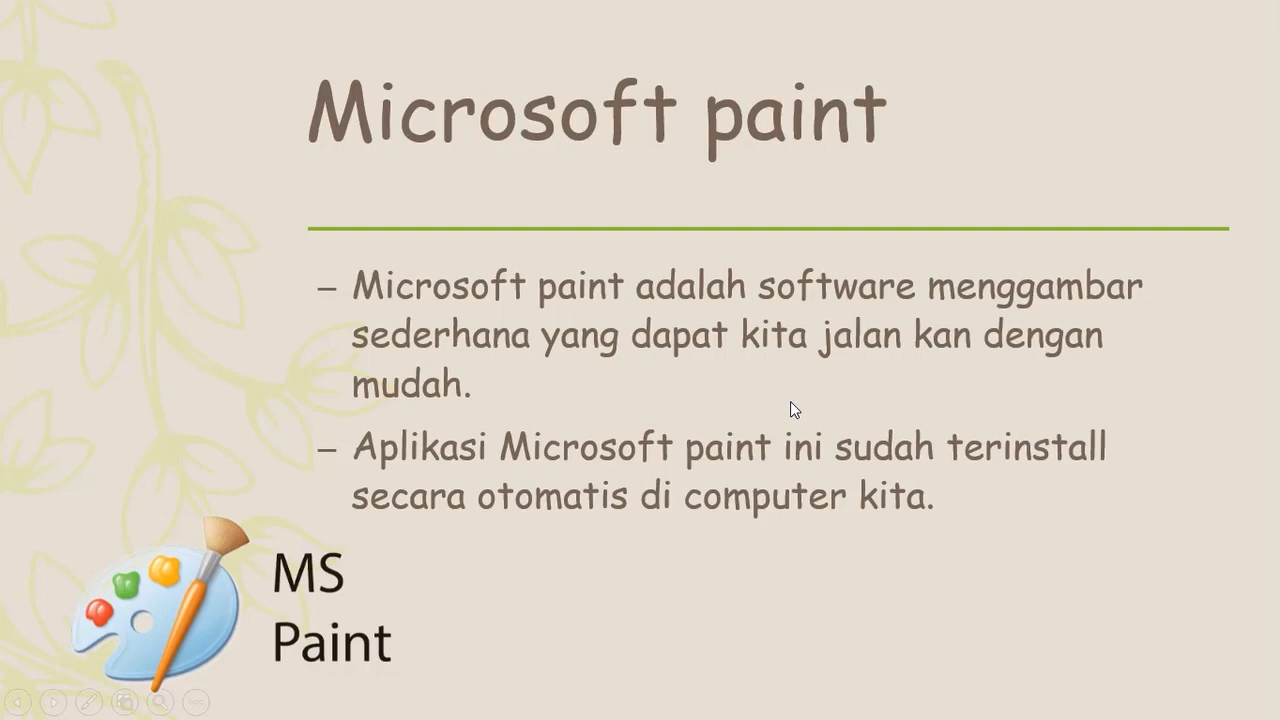 Microsoft paint
– Microsoft paint adalah software menggambar
sederhana yang dapat kita jalan kan dengan
mudah.
– Aplikasi Microsoft paint ini sudah terinstall
secara otomatis di computer kita.
MS
Paint